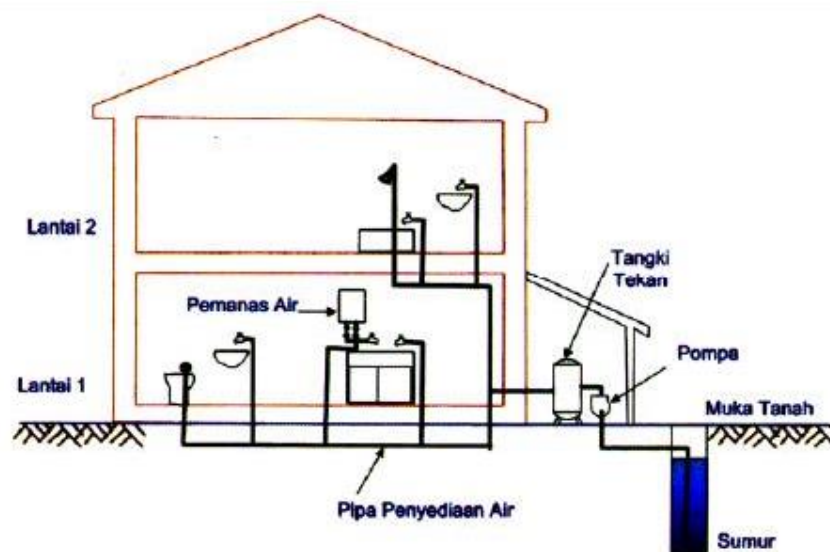 Lantai 2
Tangki
Tekan
Pemanas Air
Pompa
Lantai 1
Muka Tanah
Pipa Penyediaan Air
Sumur